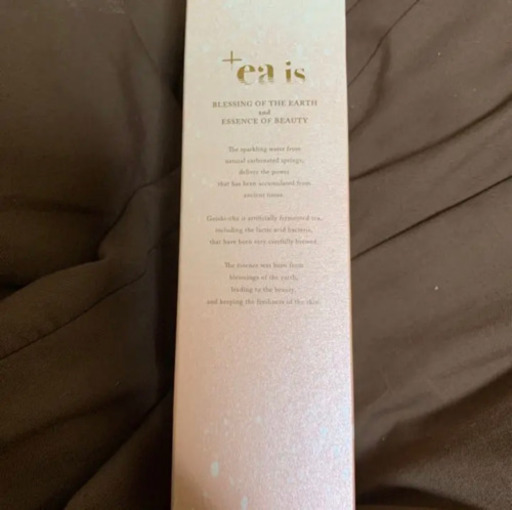 +ea is
BLESSING OF THE EARTH
and
ESSENCE OF BEAUTY
The sparkling water from
natural carbonated springs,
deliver the power
that has been accumulated from
ancient times.
Goishi-cha is artificially fermented tea,
including the lactic acid bacteria,
that have been very carefully brewed.
The essence was born from
blessings of the earth,
leading to the beauty,
and keeping the freshness of the skin.